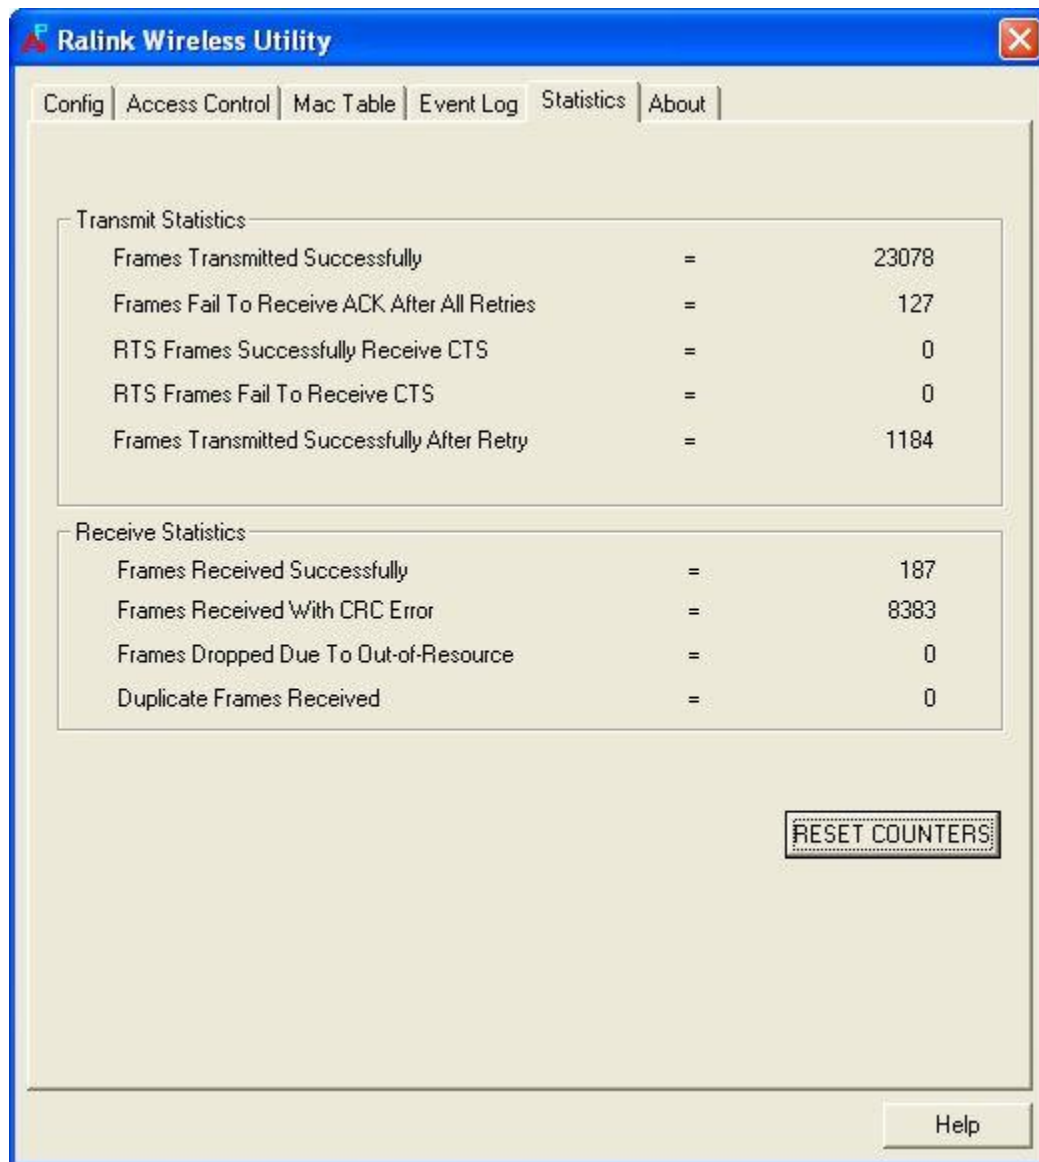 Ralink Wireless Utility
Config Access Control Mac Table Event Log Statistics About
Transmit Statistics
Frames Transmitted Successfully = 23078
Frames Fail To Receive ACK After All Retries = 127
RTS Frames Successfully Receive CTS = 0
RTS Frames Fail To Receive CTS = 0
Frames Transmitted Successfully After Retry = 1184
Receive Statistics
Frames Received Successfully = 187
Frames Received With CRC Error = 8383
Frames Dropped Due To Out-of-Resource = 0
Duplicate Frames Received = 0
RESET COUNTERS
Help